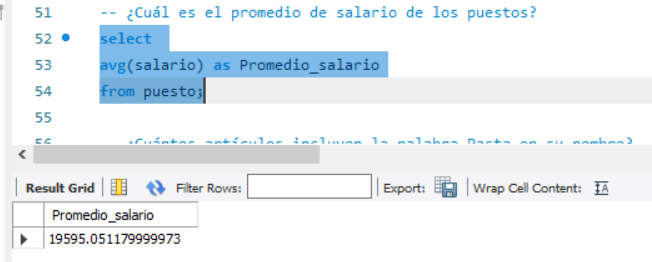 51 -- ¿Cuál es el promedio de salario de los puestos?
52 select
53 avg(salario) as Promedio_salario
54 from puesto;
55
56 ¿Cuántos artículos incluyen la palabra Pasta en su nombre?
Result Grid Filter Rows: Export: Wrap Cell Content: IA
Promedio_salario
19595.051179999973